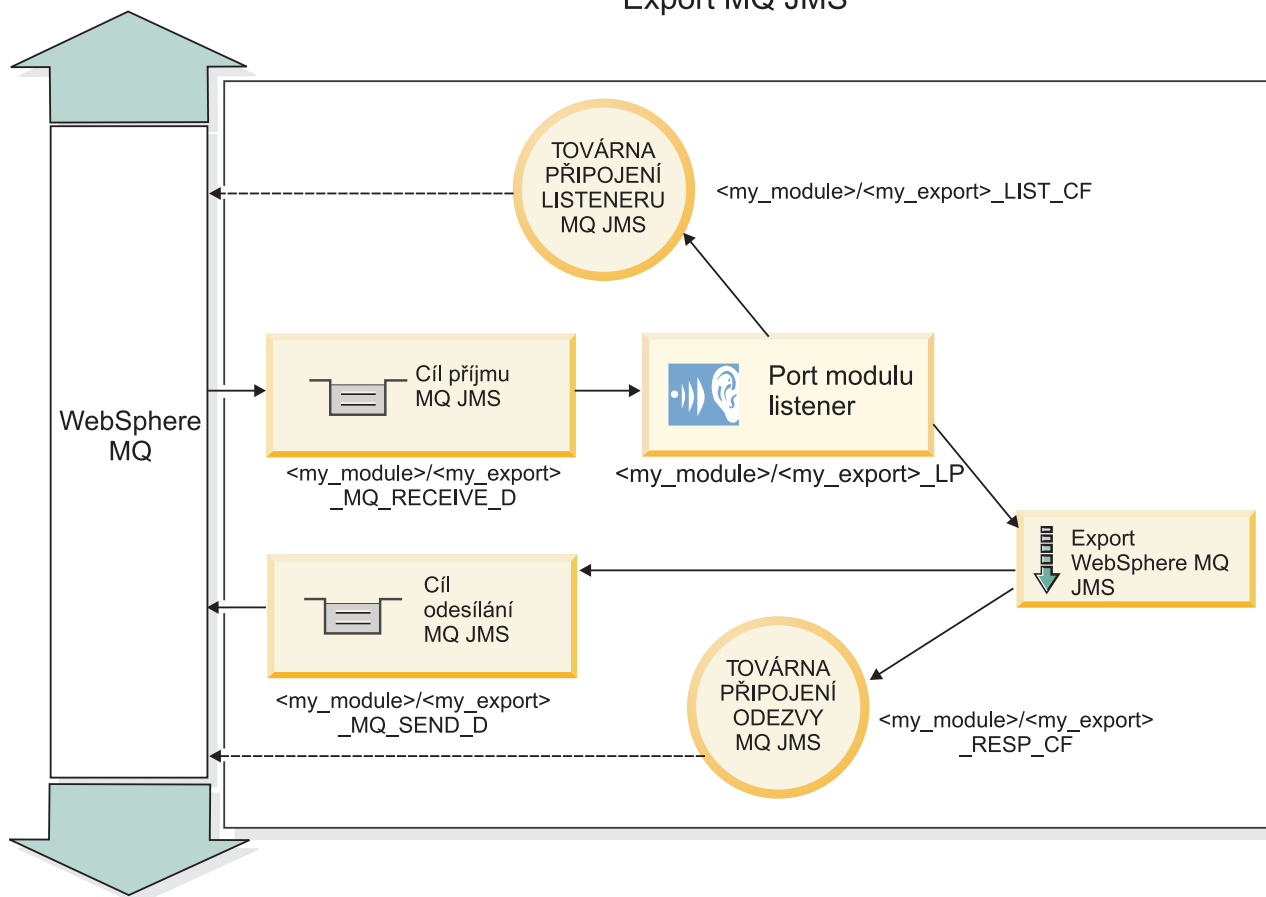 Export MQ JMS
TOVÁRNA
PŘIPOJENÍ
LISTENERU
MQ JMS
<my_module>/<my_export>_LIST_CF
WebSphere
MQ
Cíl příjmu
MQ JMS
<my_module>/<my_export>
_MQ_RECEIVE_D
Port modulu
listener
<my_module>/<my_export>_LP
Export
WebSphere MQ
JMS
Cíl
odesílání
MQ JMS
<my_module>/<my_export>
_MQ_SEND_D
TOVÁRNA
PŘIPOJENÍ
ODEZVY
MQ JMS
<my_module>/<my_export>
_RESP_CF